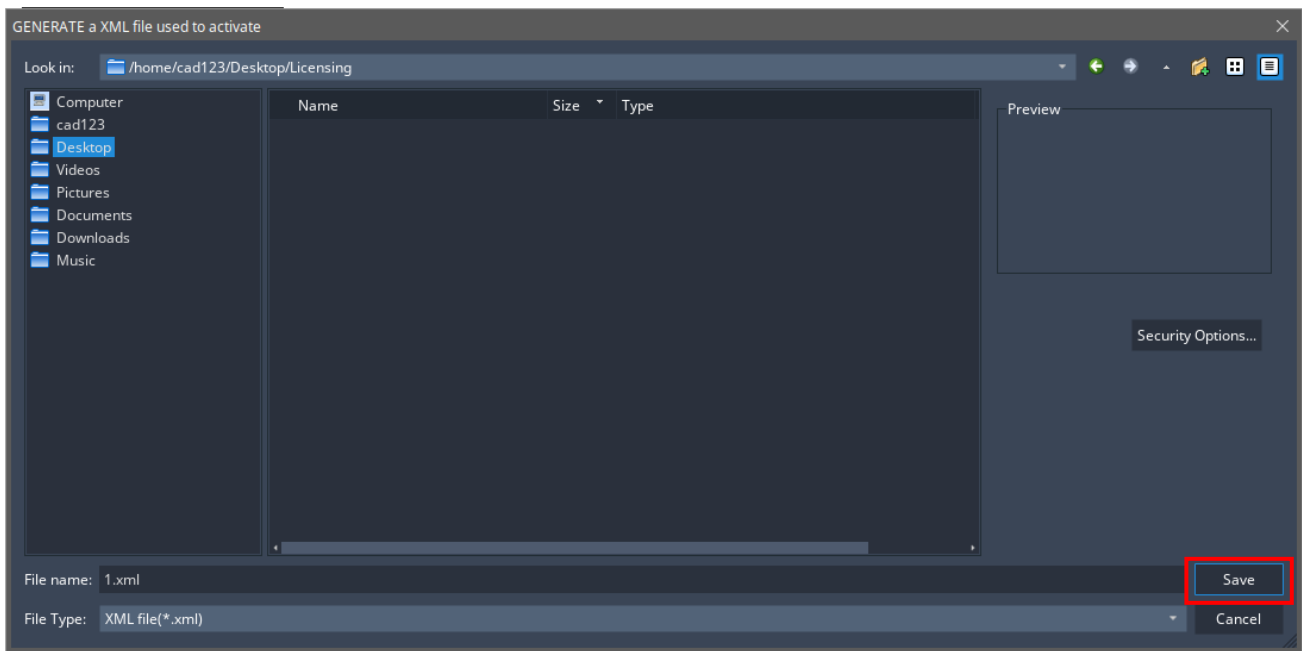 GENERATE a XML file used to activate
Look in: /home/cad123/Desktop/Licensing
Computer
cad123
Desktop
Videos
Pictures
Documents
Downloads
Music
Name Size Type
Preview
Security Options...
File name: 1.xml
Save
File Type: XML file(*.xml)
Cancel